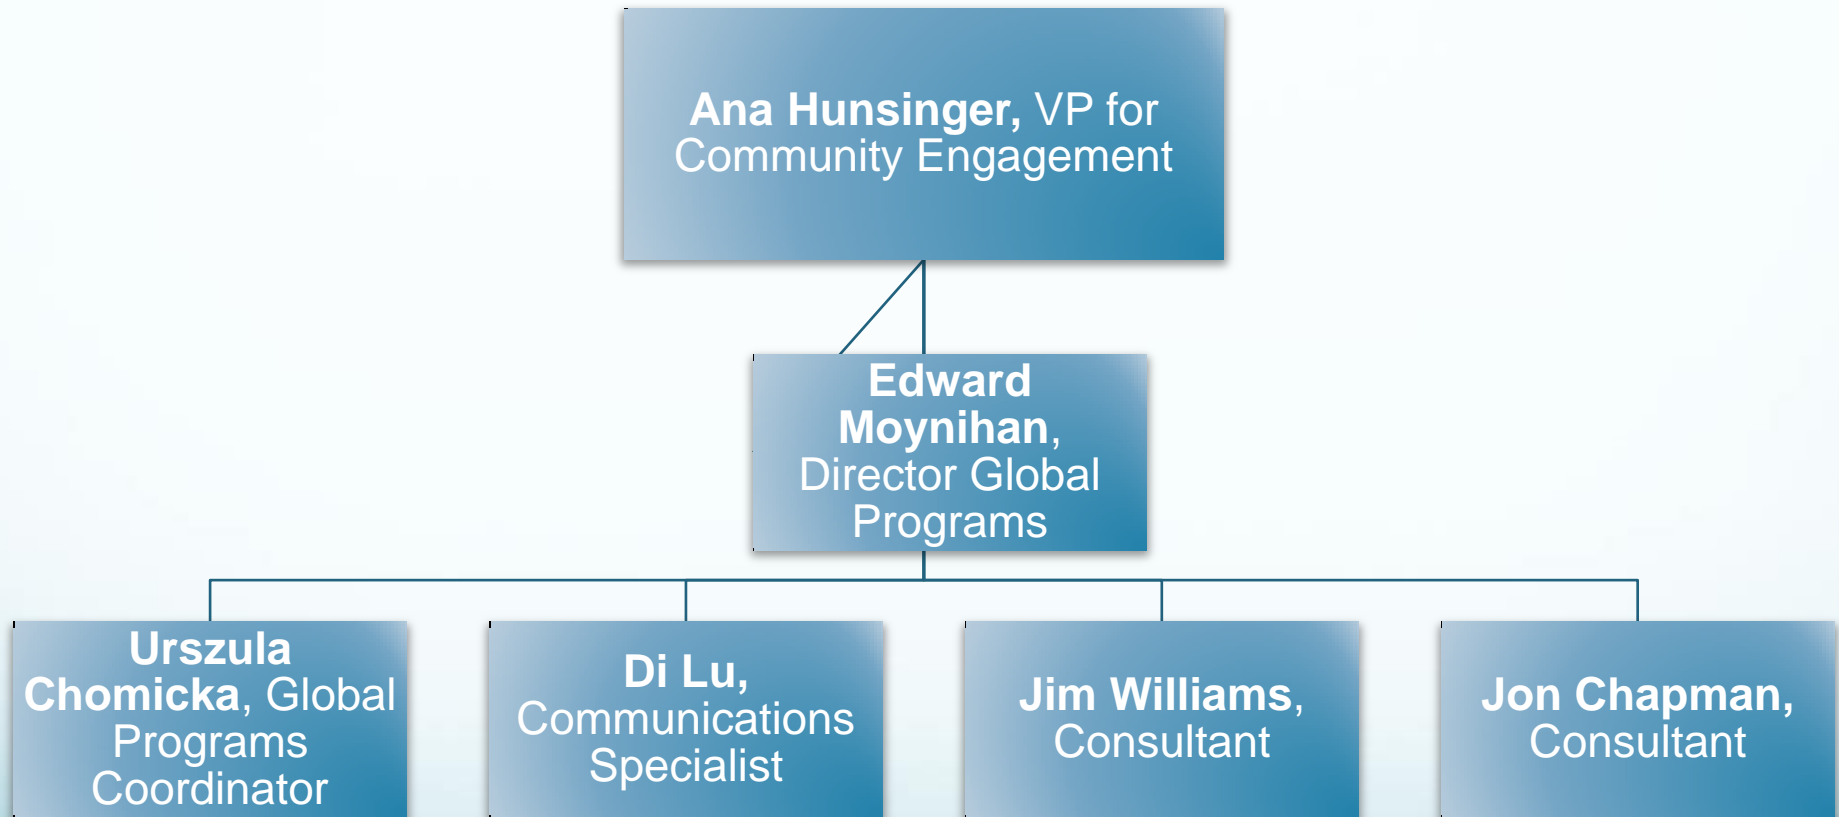 Ana Hunsinger, VP for
Community Engagement
Edward
Moynihan,
Director Global
Programs
Urszula
Chomicka, Global
Programs
Coordinator
Di Lu,
Communications
Specialist
Jim Williams,
Consultant
Jon Chapman,
Consultant